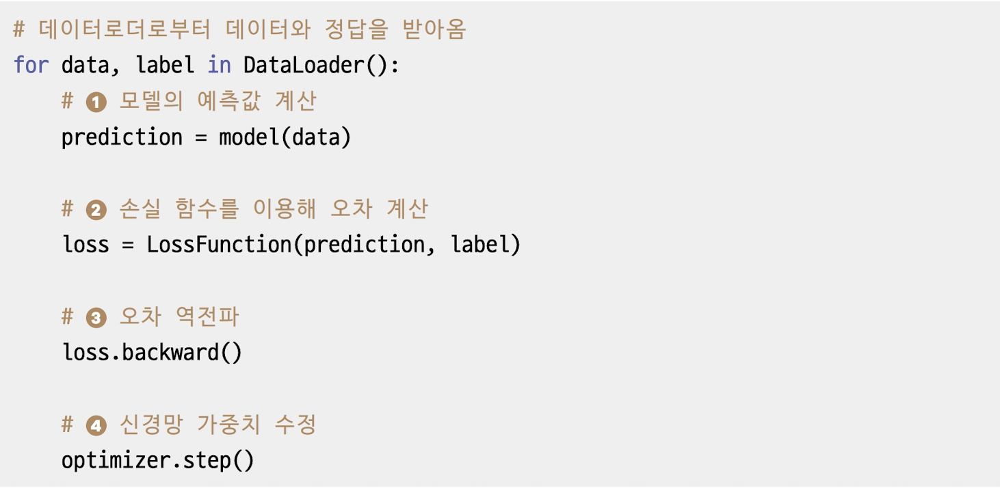 # 데이터로더로부터 데이터와 정답을 받아옴
for data, label in DataLoader():
    # ❶ 모델의 예측값 계산
    prediction = model(data)
    # ❷ 손실 함수를 이용해 오차 계산
    loss = LossFunction(prediction, label)
    # ❸ 오차 역전파
    loss.backward()
    # ❹ 신경망 가중치 수정
    optimizer.step()